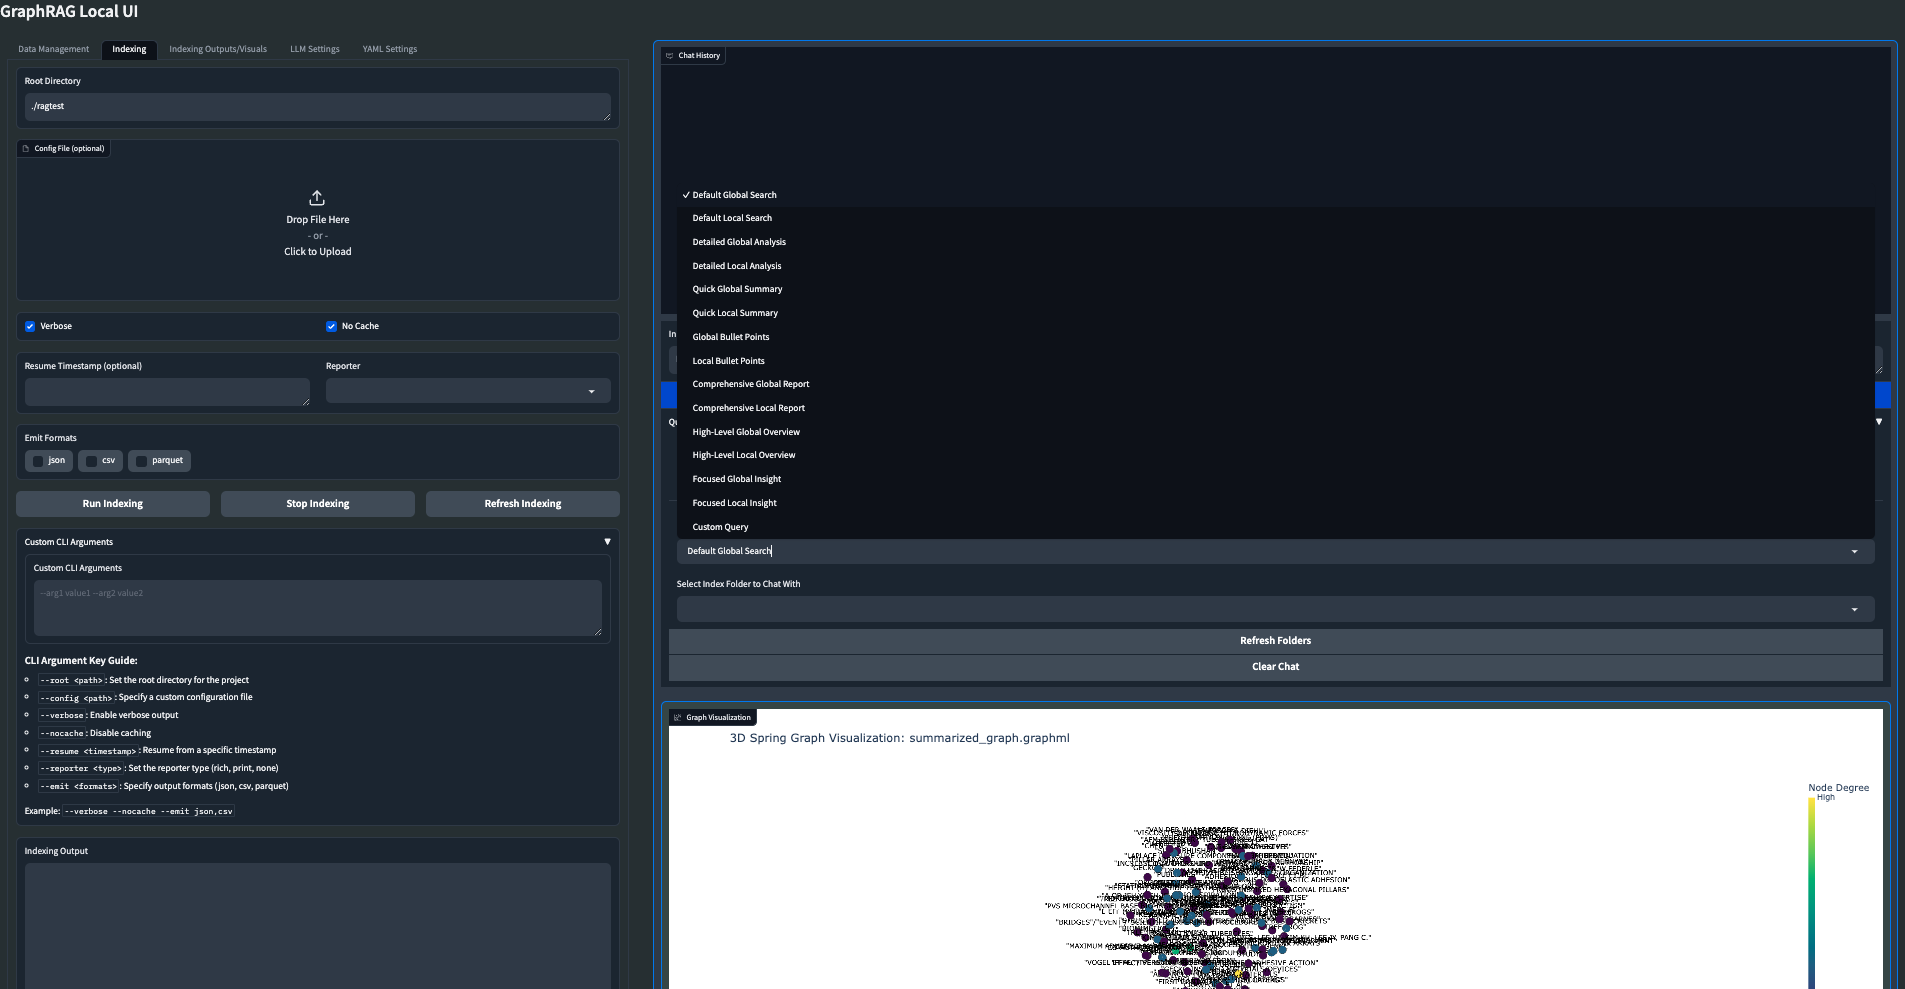 GraphRAG Local UI
Data Management
Indexing
Indexing Outputs/Visuals
LLM Settings
YAML Settings
Root Directory
./ragtest
Config File (optional)
Drop File Here
- or -
Click to Upload
Verbose
No Cache
Resume Timestamp (optional)
Reporter
Emit Formats
json
csv
parquet
Run Indexing
Stop Indexing
Refresh Indexing
Custom CLI Arguments
Custom CLI Arguments
--arg1 value1 --arg2 value2
CLI Argument Key Guide:
--root <path>: Set the root directory for the project
--config <path>: Specify a custom configuration file
--verbose: Enable verbose output
--nocache: Disable caching
--resume <timestamp>: Resume from a specific timestamp
--reporter <type>: Set the reporter type (rich, print, none)
--emit <formats>: Specify output formats (json, csv, parquet)
Example: --verbose --nocache --emit json,csv
Indexing Output
Chat History
Default Global Search
Default Local Search
Detailed Global Analysis
Detailed Local Analysis
Quick Global Summary
Quick Local Summary
Global Bullet Points
Local Bullet Points
Comprehensive Global Report
Comprehensive Local Report
High-Level Global Overview
High-Level Local Overview
Focused Global Insight
Focused Local Insight
Custom Query
Default Global Search
Select Index Folder to Chat With
Refresh Folders
Clear Chat
Graph Visualization
3D Spring Graph Visualization: summarized_graph.graphml
Node Degree
High